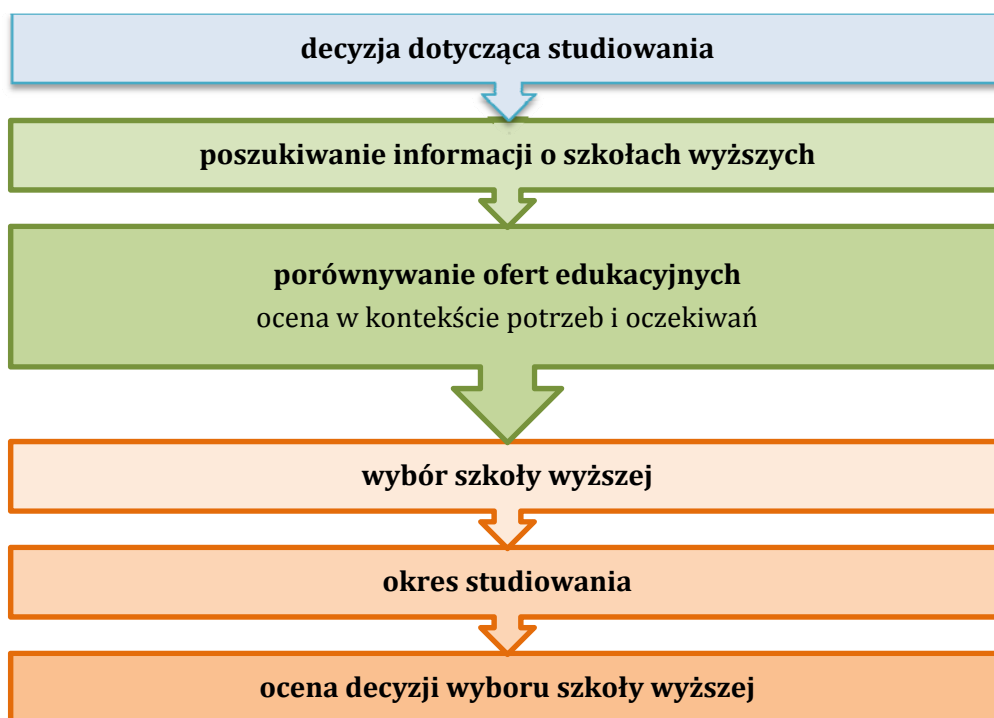 decyzja dotycząca studiowania
poszukiwanie informacji o szkołach wyższych
porównywanie ofert edukacyjnych
ocena w kontekście potrzeb i oczekiwań
wybór szkoły wyższej
okres studiowania
ocena decyzji wyboru szkoły wyższej